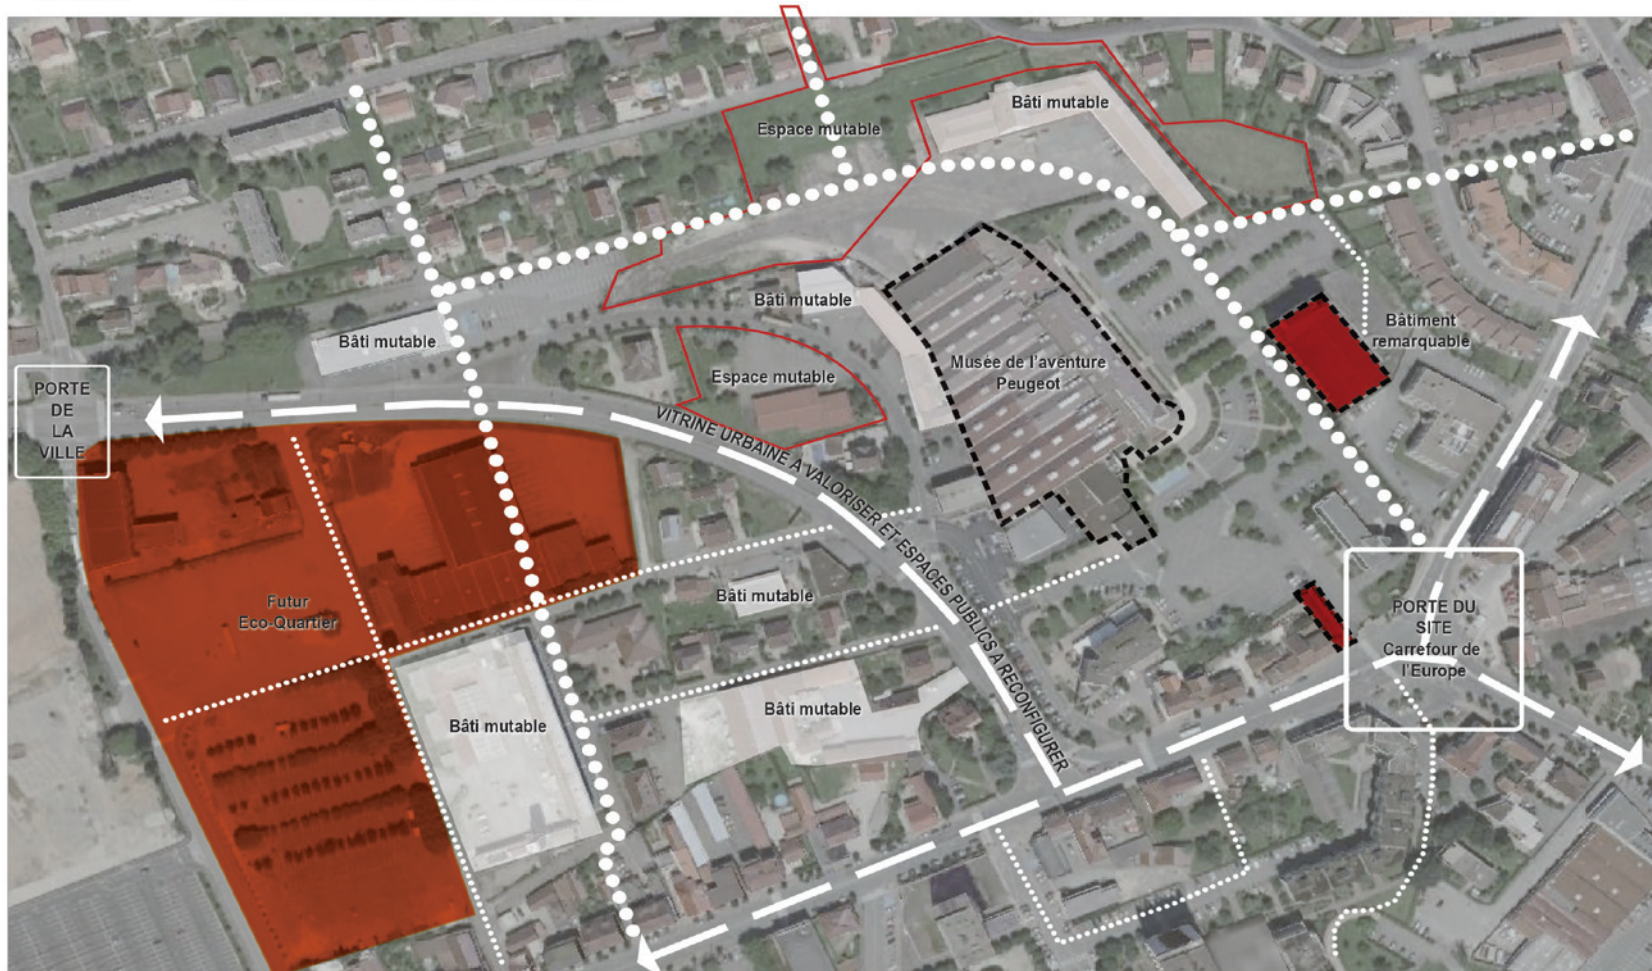 Bâti mutable
Espace mutable
Bâti mutable
Bâtiment
remarquable
Bâti mutable
Musée de l'aventure
Peugeot
Espace mutable
PORTE
DE
LA
VILLE
VITRINE URBAINE A VALORISER ET ESPACES PUBLICS A RECONFIGURER
Futur
Eco-Quartier
Bâti mutable
PORTE DU
SITE
Carrefour de
l'Europe
Bâti mutable
Bâti mutable